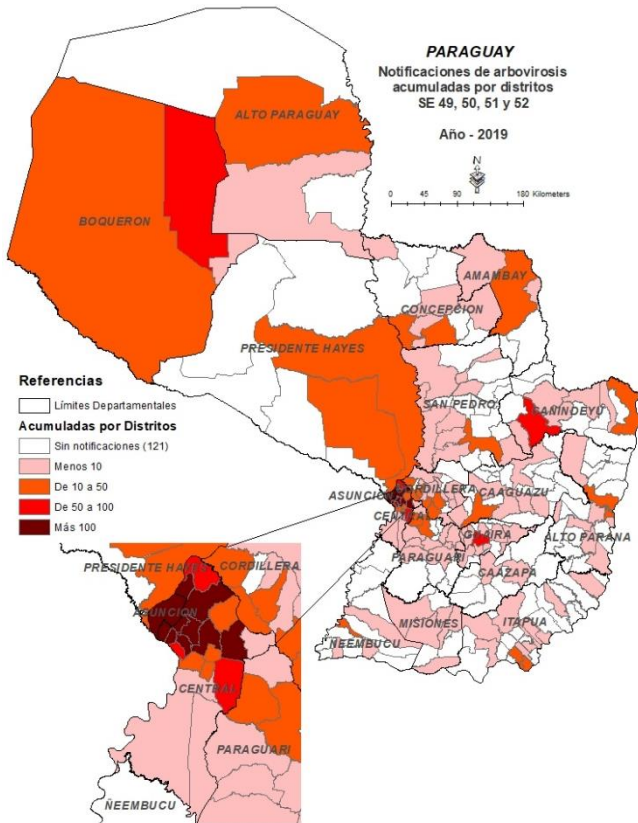 PARAGUAY
Notificaciones de arbovirosis
acumuladas por distritos
SE 49, 50, 51 y 52
Año - 2019
N
0 45 90 180 Kilometers
ALTO PARAGUAY
BOQUERON
AMAMBAY
CONCEPCION
PRESIDENTE HAYES
SAN PEDRO
CANINDEYU
Referencias
Límites Departamentales
Acumuladas por Distritos
Sin notificaciones (121)
Menos 10
De 10 a 50
De 50 a 100
Más 100
ASUNCION
CORDILLERA
CAAGUAZU
CENTRAL
GUAIRA
ALTO PARANA
PARAGUARI
CAAZAPA
MISIONES
ITAPUA
ÑEEMBUCU
PRESIDENTE HAYES
CORDILLERA
ASUNCION
CENTRAL
PARAGUARI
ÑEEMBUCU